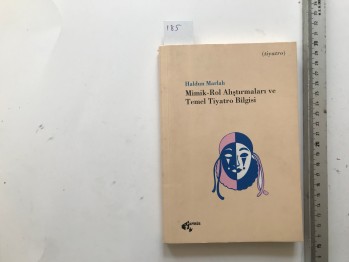 185
(tiyatro)
Haldun Marlalı
Mimik-Rol Alıştırmaları ve
Temel Tiyatro Bilgisi